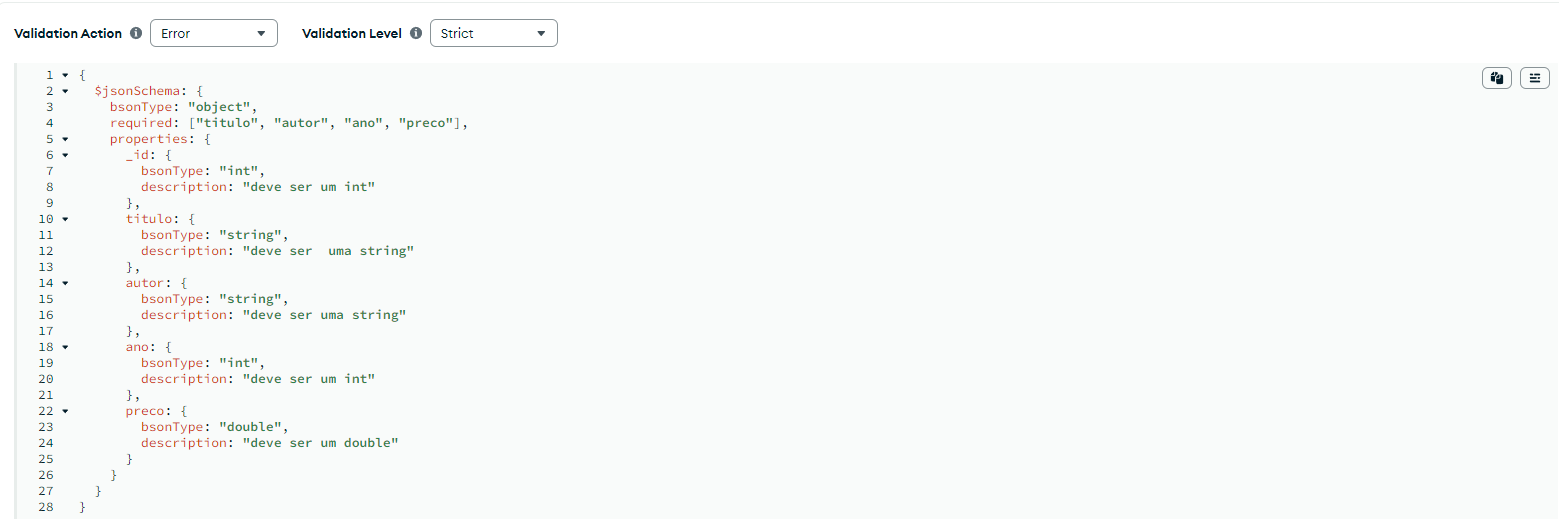 Validation Action Error Validation Level Strict
1 {
2 $jsonSchema: {
3 bsonType: "object",
4 required: ["titulo", "autor", "ano", "preco"],
5 properties: {
6 _id: {
7 bsonType: "int",
8 description: "deve ser um int"
9 },
10 titulo: {
11 bsonType: "string",
12 description: "deve ser  uma string"
13 },
14 autor: {
15 bsonType: "string",
16 description: "deve ser uma string"
17 },
18 ano: {
19 bsonType: "int",
20 description: "deve ser um int"
21 },
22 preco: {
23 bsonType: "double",
24 description: "deve ser um double"
25 }
26 }
27 }
28 }